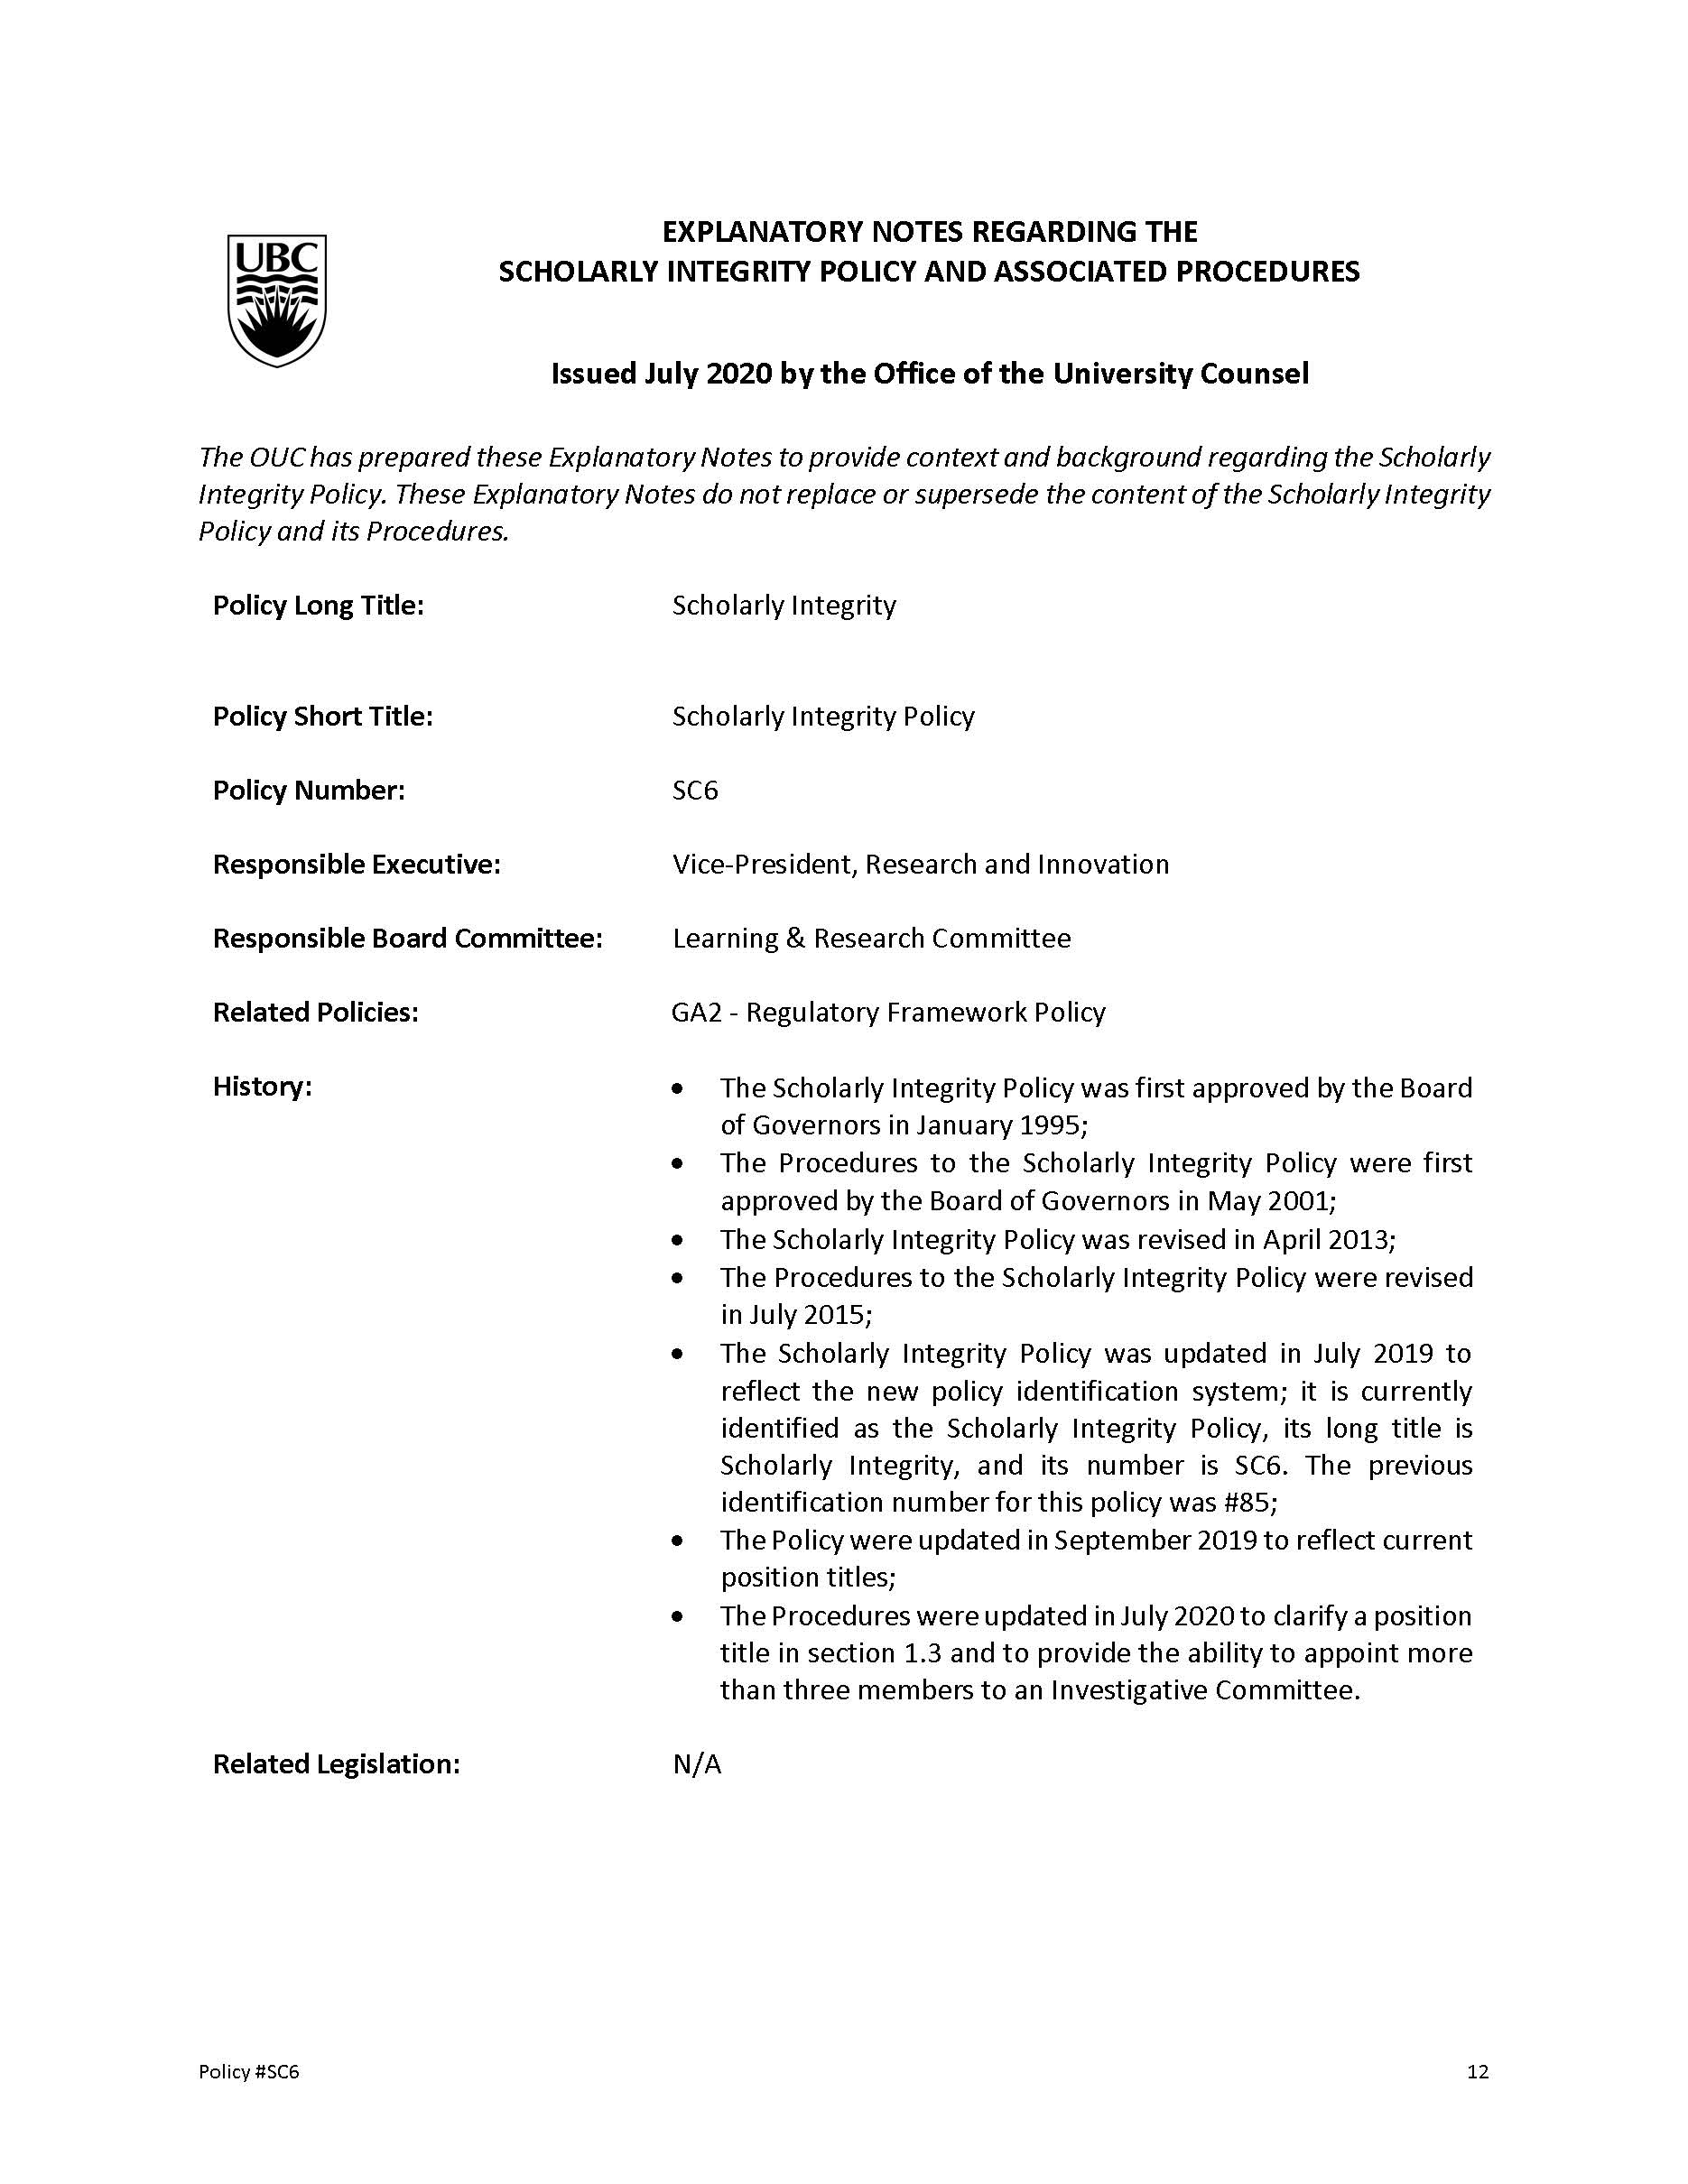 UBC
EXPLANATORY NOTES REGARDING THE
SCHOLARLY INTEGRITY POLICY AND ASSOCIATED PROCEDURES
Issued July 2020 by the Office of the University Counsel
The OUC has prepared these Explanatory Notes to provide context and background regarding the Scholarly
Integrity Policy. These Explanatory Notes do not replace or supersede the content of the Scholarly Integrity
Policy and its Procedures.
Policy Long Title: Scholarly Integrity
Policy Short Title: Scholarly Integrity Policy
Policy Number: SC6
Responsible Executive: Vice-President, Research and Innovation
Responsible Board Committee: Learning & Research Committee
Related Policies: GA2 - Regulatory Framework Policy
History: • The Scholarly Integrity Policy was first approved by the Board
of Governors in January 1995;
• The Procedures to the Scholarly Integrity Policy were first
approved by the Board of Governors in May 2001;
• The Scholarly Integrity Policy was revised in April 2013;
• The Procedures to the Scholarly Integrity Policy were revised
in July 2015;
• The Scholarly Integrity Policy was updated in July 2019 to
reflect the new policy identification system; it is currently
identified as the Scholarly Integrity Policy, its long title is
Scholarly Integrity, and its number is SC6. The previous
identification number for this policy was #85;
• The Policy were updated in September 2019 to reflect current
position titles;
• The Procedures were updated in July 2020 to clarify a position
title in section 1.3 and to provide the ability to appoint more
than three members to an Investigative Committee.
Related Legislation: N/A
Policy #SC6 12